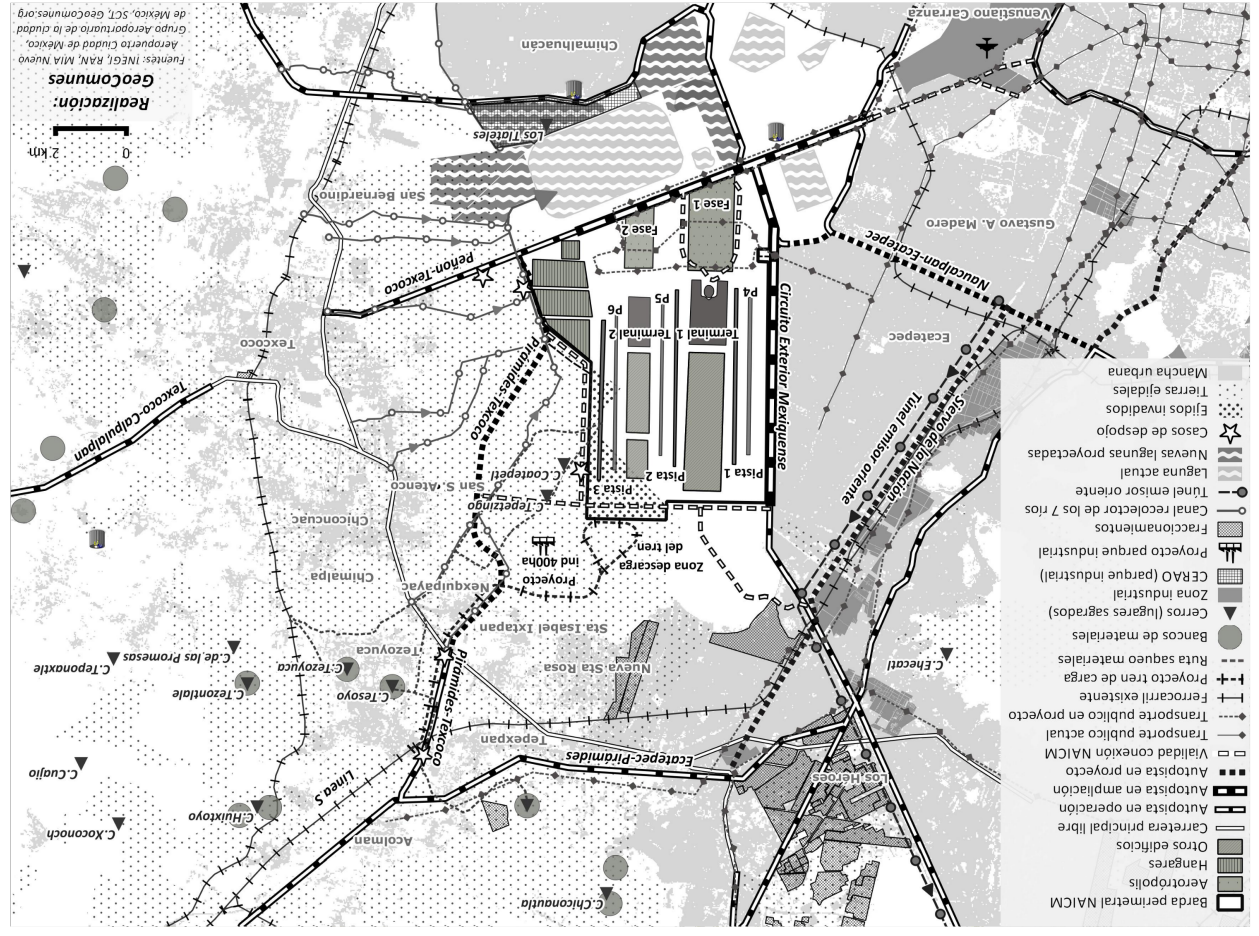 Barda perimetral NAICM
Aerotrópolis
Hangares
Otros edificios
Carretera principal libre
Autopista en operación
Autopista en ampliación
Autopista en proyecto
Vialidad conexión NAICM
Transporte publico actual
Transporte publico en proyecto
Ferrocarril existente
Proyecto tren de carga
Ruta saqueo materiales
Bancos de materiales
Cerros (lugares sagrados)
Zona industrial
CERAO (parque industrial)
Proyecto parque industrial
Fraccionamientos
Canal recolector de los 7 ríos
Túnel emisor oriente
Laguna actual
Nuevas lagunas proyectadas
Casos de despojo
Ejidos invadidos
Tierras ejidales
Mancha urbana
C.Chiconautla
Acolman
C.Xoconoch
C.Huixtoyo
Los Héroes
C.Cuajio
Ecatepec-Pirámides
Línea S
Tepexpan
Pirámides-Texcoco
C.Tesoyo
C.Tezontlle
C.Tezoyuca
Nueva Sta Rosa
C.Ehecatl
C.de las Promesas
C.Teponaxtle
Tezoyuca
Sta.Isabel Ixtapan
Nexquipayac
Chimalpa
Proyecto
ind 400ha
Zona descarga
del tren
Chiconcuac
C.Tepetzingo
San S. Atenco
C.Coatepetl
Pista 1
Pista 2
Pista 3
Siervo de la Nación
Túnel emisor oriente
Texcoco-Calpulalpan
Pirámides-Texcoco
Circuito Exterior Mexiquense
Texcoco
Ecatepec
Terminal 1
Terminal 2
P4
P5
P6
Peñon-Texcoco
Naucalpan-Ecatepec
Fase 1
Fase 2
Gustavo A. Madero
San Bernardino
Los Tlateles
Chimalhuacán
Venustiano Carranza
0 2 km
Realización:
GeoComunes
Fuentes: INEGI, RAN, MIA Nuevo
Aeropuerto Ciudad de México,
Grupo Aeroportuario de la ciudad
de México, SCT, GeoComunes.org